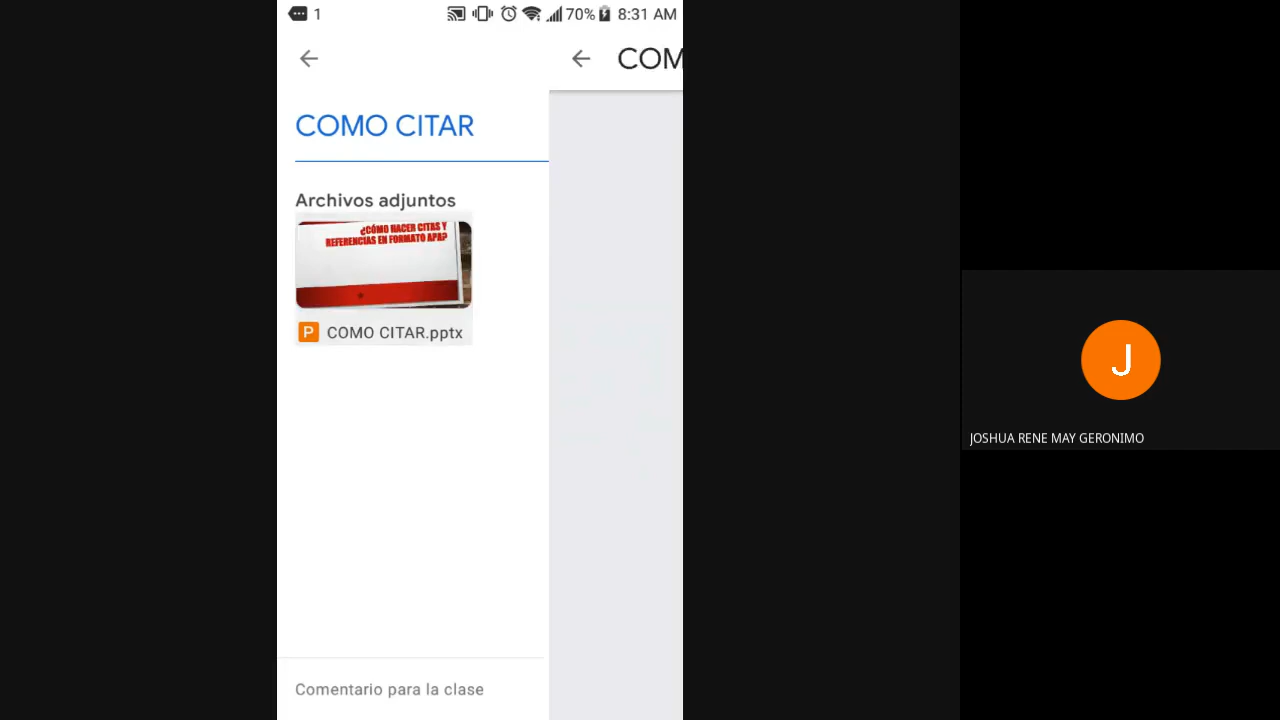 1
70%
8:31 AM
COM
COMO CITAR
Archivos adjuntos
¿CÓMO HACER CITAS Y
REFERENCIAS EN FORMATO APA?
P COMO CITAR.pptx
J
JOSHUA RENE MAY GERONIMO
Comentario para la clase